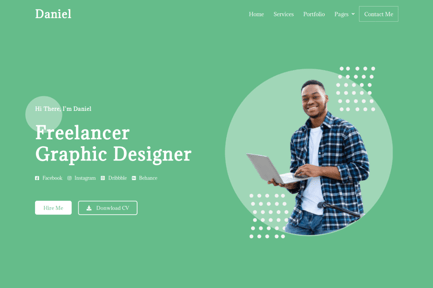 Daniel
Home Services Portfolio Pages Contact Me
Hi There, I'm Daniel
Freelancer
Graphic Designer
Facebook Instagram Dribbble Behance
Hire Me Download CV